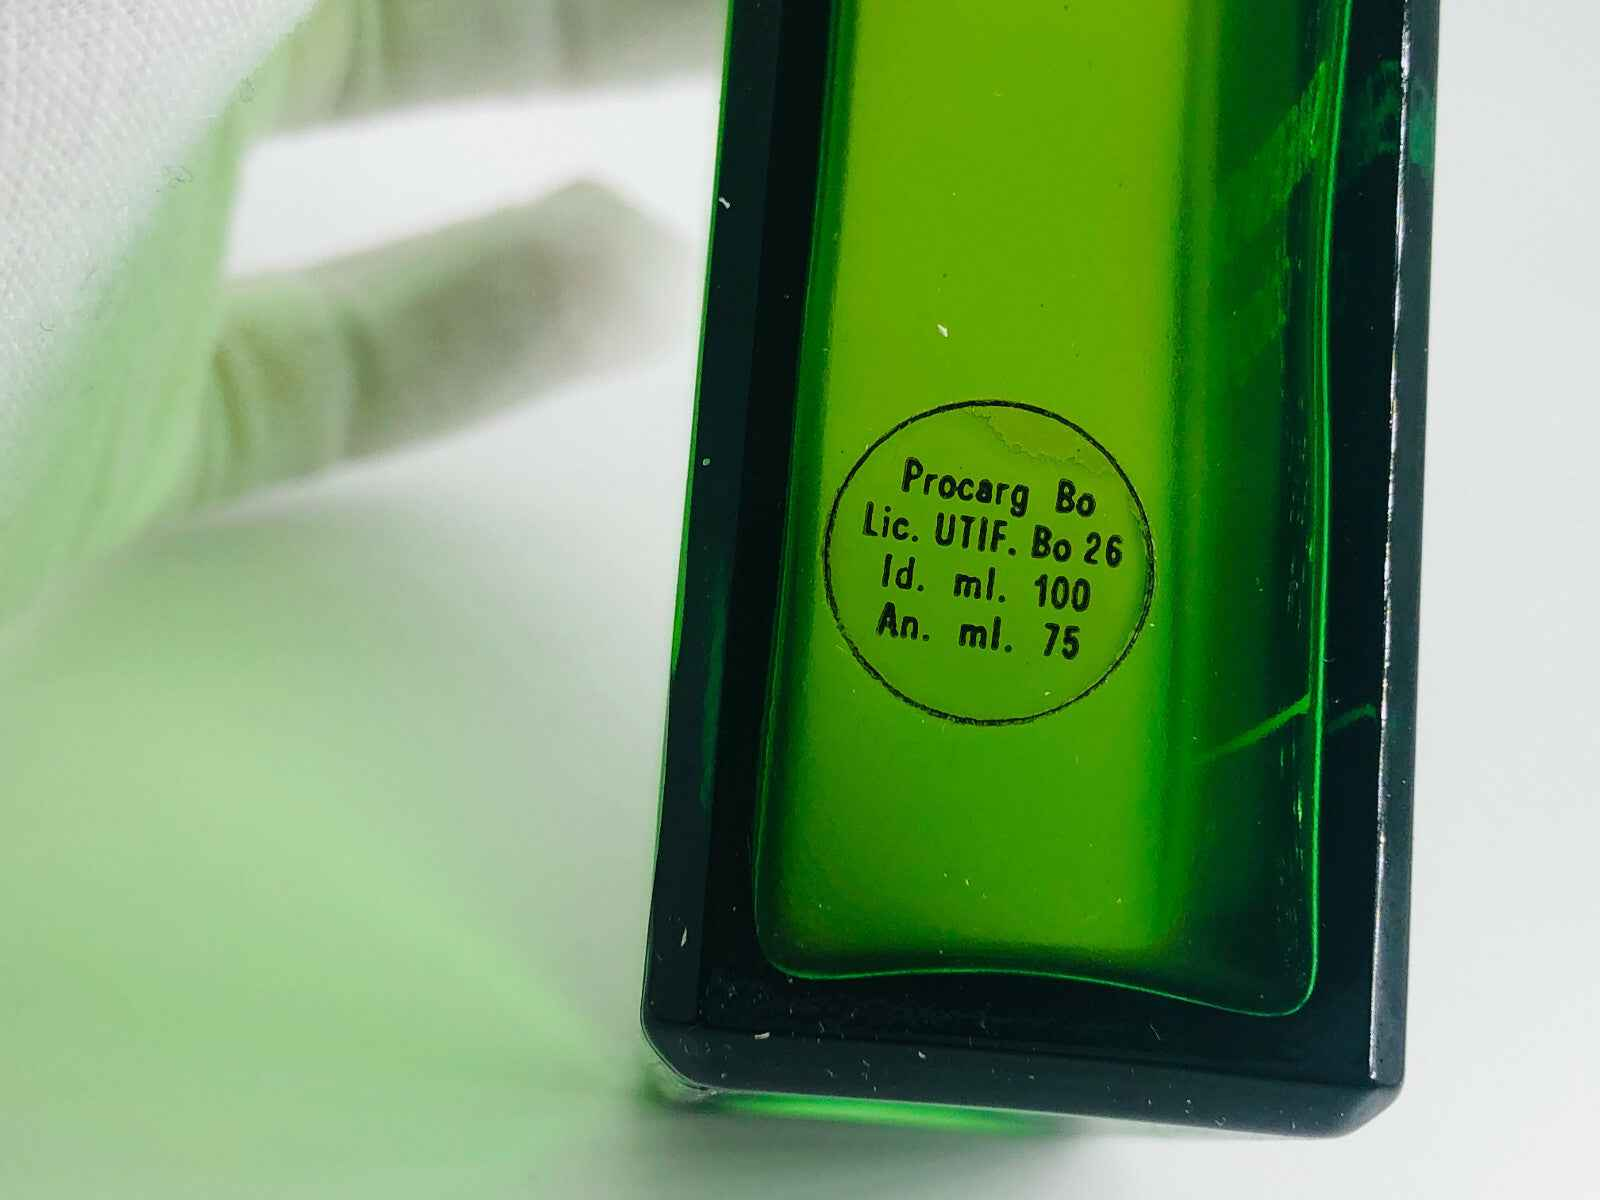 Procarg Bo
Lic. UTIF. Bo 26
Id. ml. 100
An. ml. 75